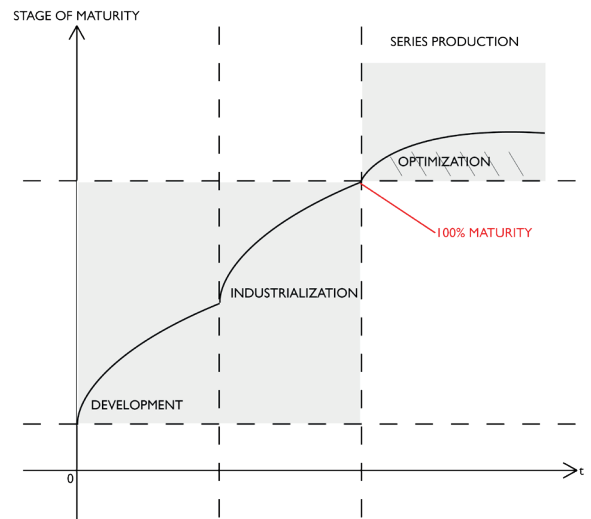 STAGE OF MATURITY
SERIES PRODUCTION
OPTIMIZATION
100% MATURITY
INDUSTRIALIZATION
DEVELOPMENT
0
t